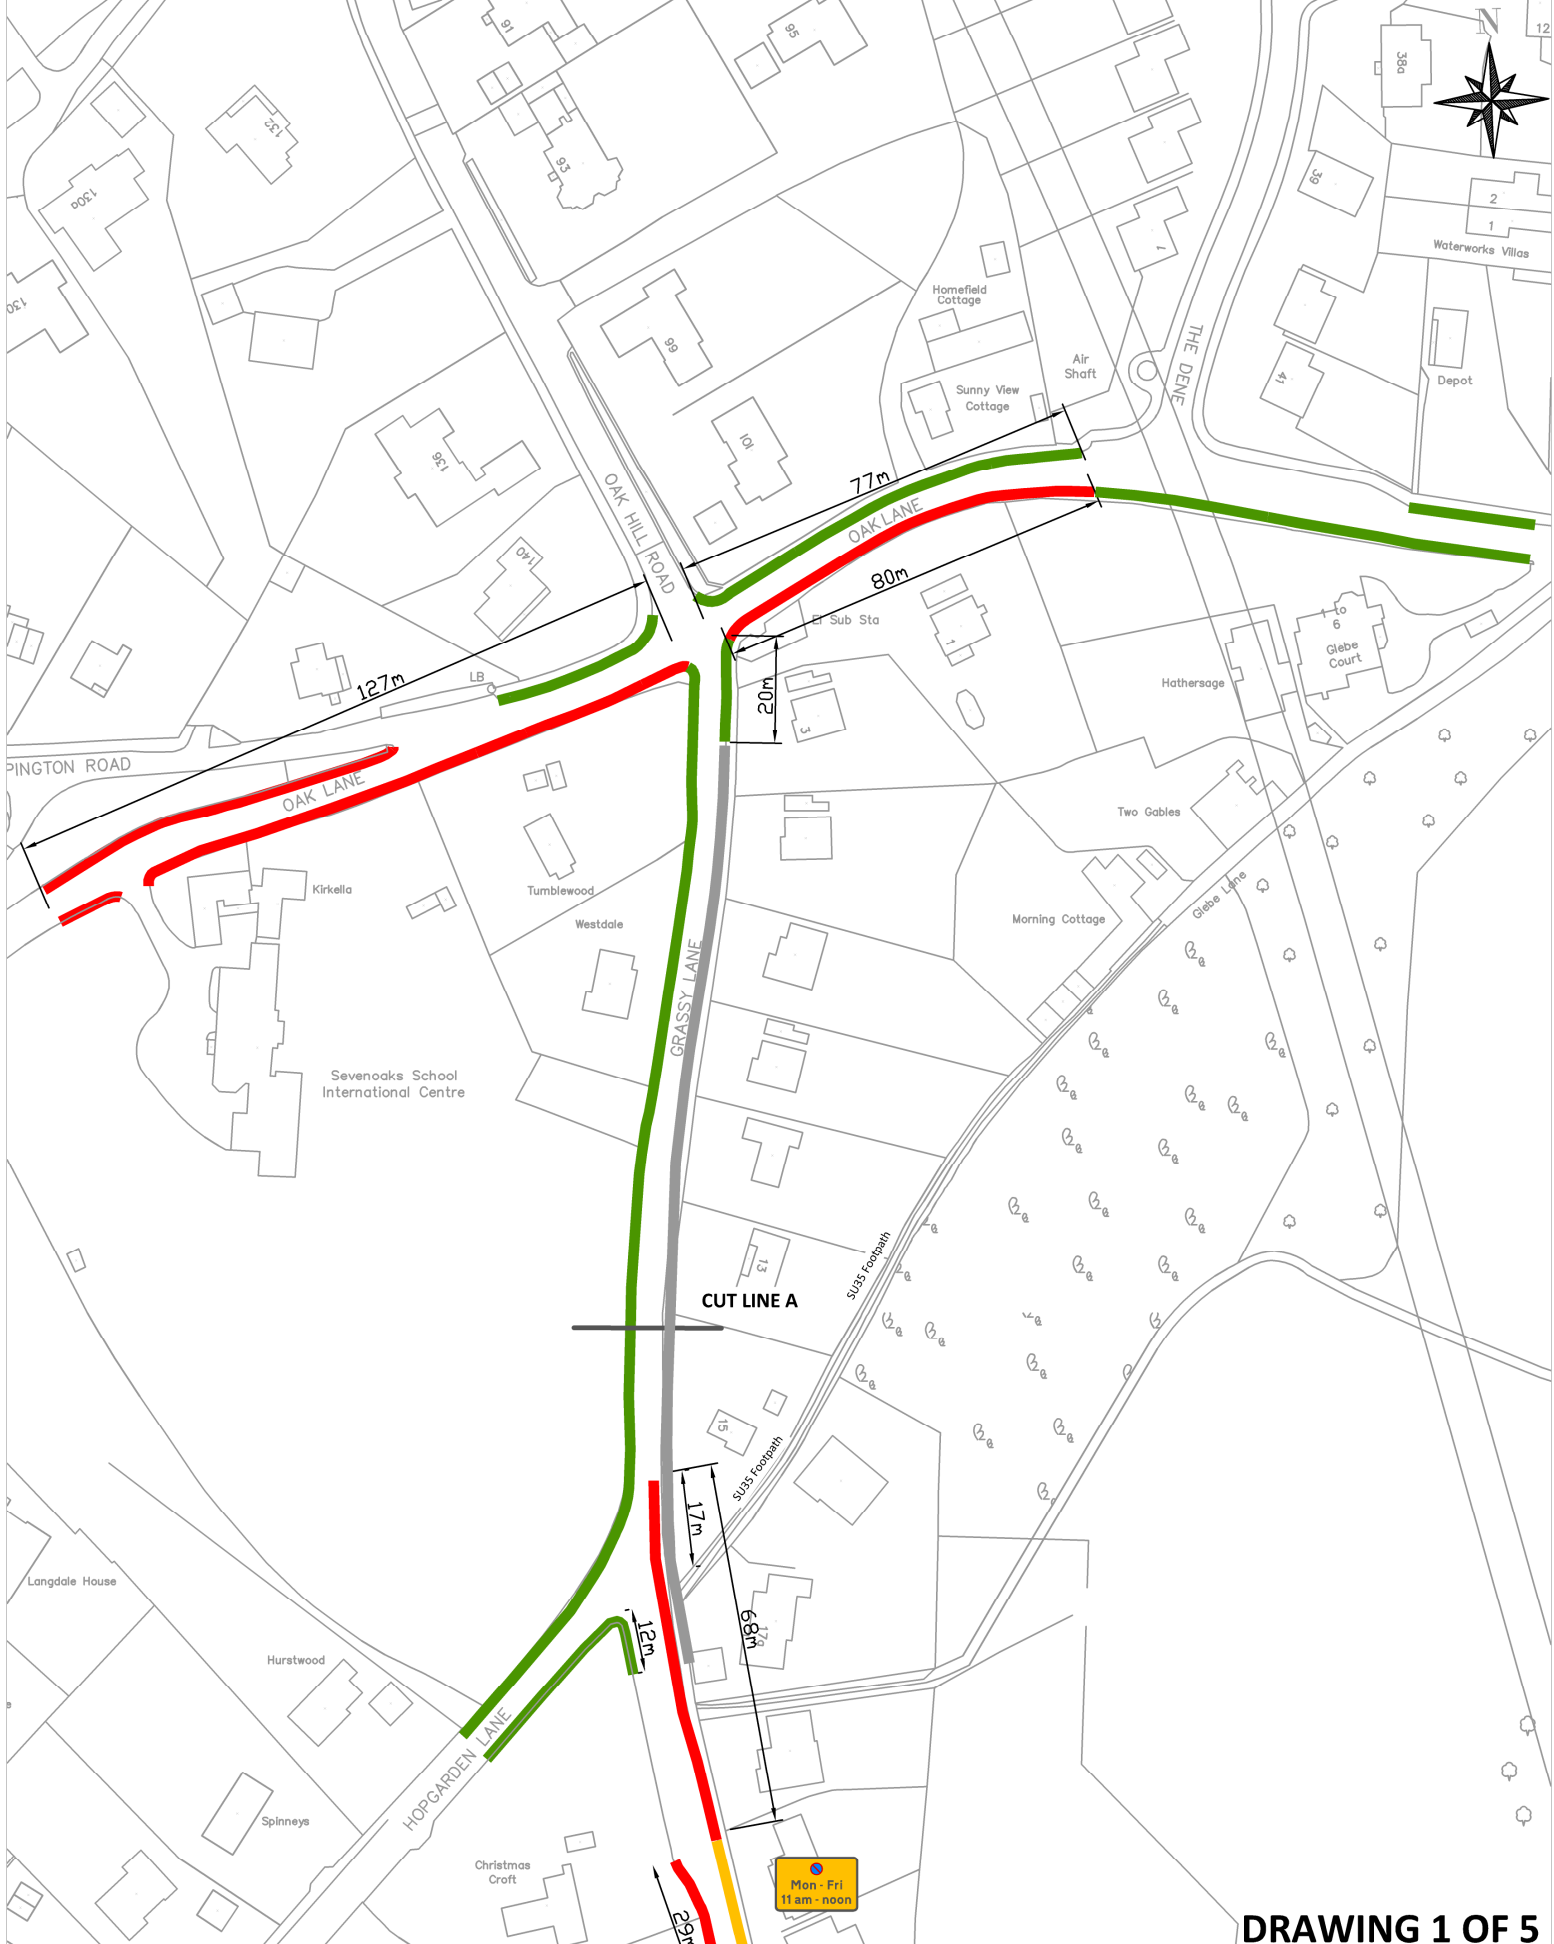 N
91
95
38a
12
132
93
130a
39
2
1
Waterworks Villas
130
Homefield
Cottage
99
THE DENE
Air
Shaft
41
Depot
Sunny View
Cottage
101
136
77m
OAK HILL ROAD
OAK LANE
140
80m
El Sub Sta
1
1 to
6
Glebe
Court
LB
127m
20m
3
Hathersage
PINGTON ROAD
OAK LANE
Two Gables
Kirkella
Tumblewood
Glebe Lane
Westdale
Morning Cottage
GRASSY LANE
Sevenoaks School
International Centre
13
SU35 Footpath
CUT LINE A
15
SU35 Footpath
17m
Langdale House
68m
12m
17a
Hurstwood
HOPGARDEN LANE
Spinneys
Christmas
Croft
Mon - Fri
11 am - noon
29m
DRAWING 1 OF 5